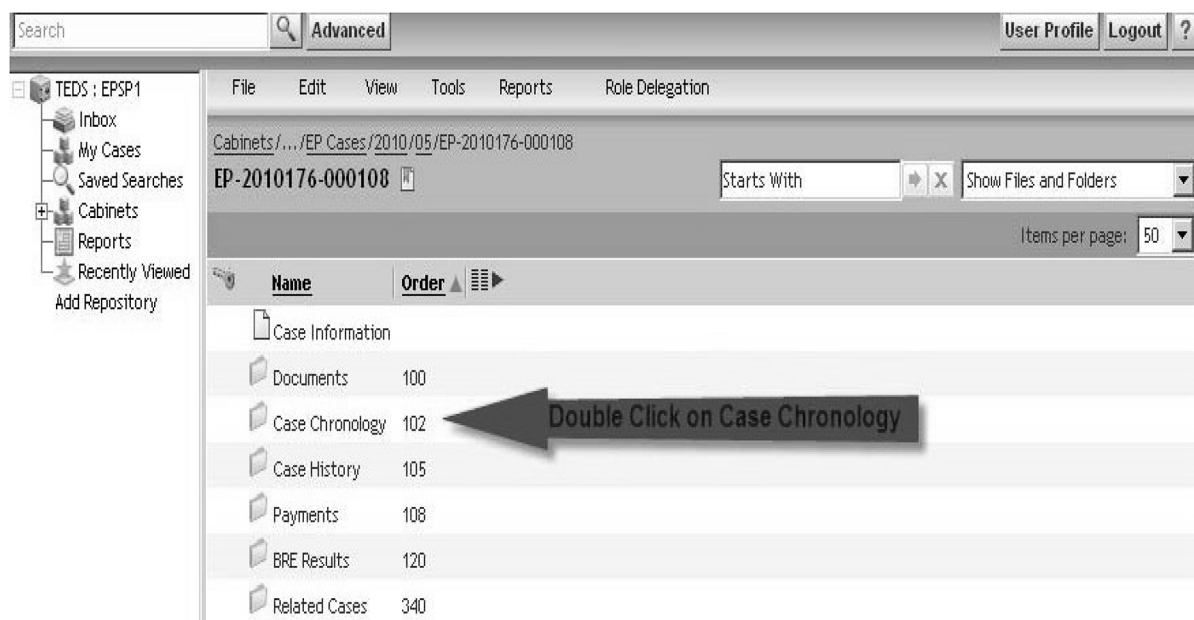 Search Advanced User Profile Logout ?
TEDS : EPSP1
Inbox
My Cases
Saved Searches
Cabinets
Reports
Recently Viewed
Add Repository
File Edit View Tools Reports Role Delegation
Cabinets/.../EP Cases/2010/05/EP-2010176-000108
EP-2010176-000108 Starts With X Show Files and Folders
Items per page: 50
Name Order
Case Information
Documents 100
Case Chronology 102 Double Click on Case Chronology
Case History 105
Payments 108
BRE Results 120
Related Cases 340